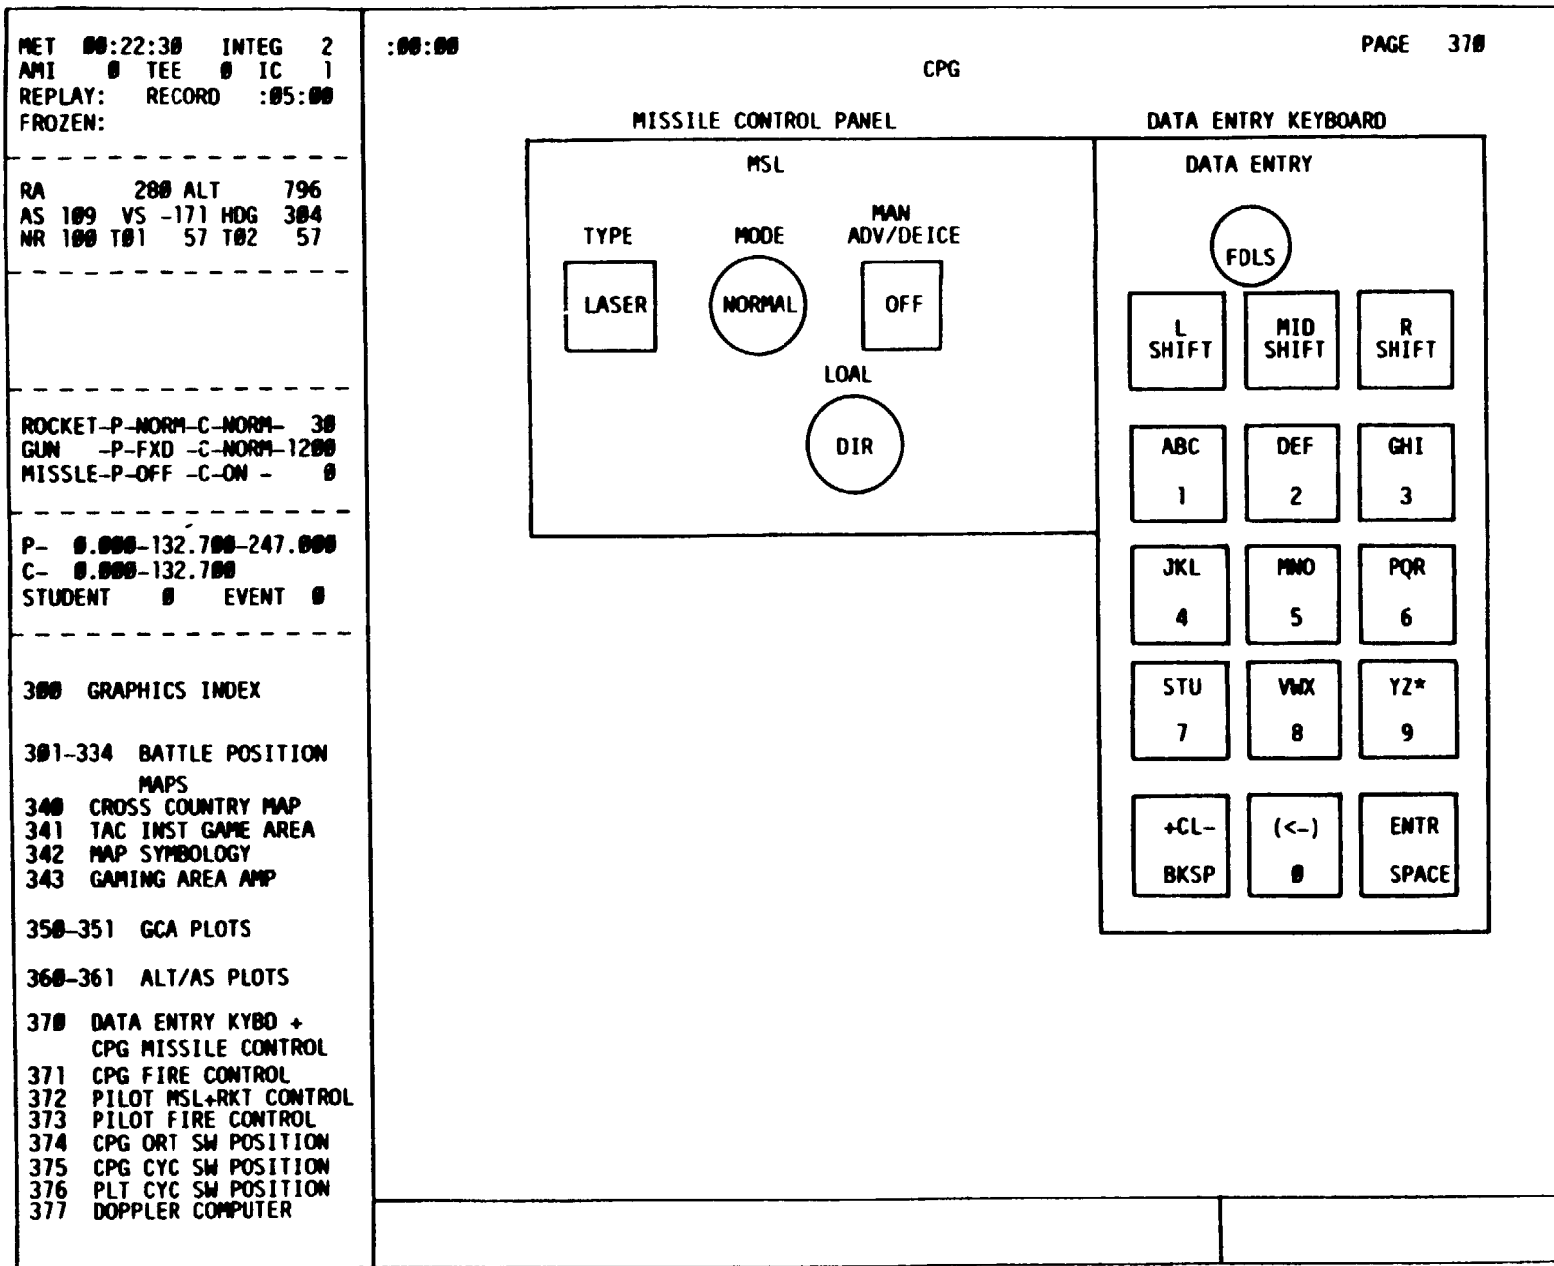 MET 00:22:30 INTEG 2
AMI 0 TEE 0 IC 1
REPLAY: RECORD :05:00
FROZEN:
RA 280 ALT 796
AS 109 VS -171 HDG 304
NR 100 T01 57 T02 57
ROCKET-P-NORM-C-NORM- 30
GUN -P-FXD -C-NORM-1200
MISSLE-P-OFF -C-ON - 0
P- 0.000-132.700-247.000
C- 0.000-132.700
STUDENT 0 EVENT 0
300 GRAPHICS INDEX
301-334 BATTLE POSITION
MAPS
340 CROSS COUNTRY MAP
341 TAC INST GAME AREA
342 MAP SYMBOLOGY
343 GAMING AREA AMP
350-351 GCA PLOTS
360-361 ALT/AS PLOTS
370 DATA ENTRY KYBD +
CPG MISSILE CONTROL
371 CPG FIRE CONTROL
372 PILOT MSL+RKT CONTROL
373 PILOT FIRE CONTROL
374 CPG ORT SW POSITION
375 CPG CYC SW POSITION
376 PLT CYC SW POSITION
377 DOPPLER COMPUTER
:00:00 PAGE 370
CPG
MISSILE CONTROL PANEL
MSL
TYPE MODE MAN
ADV/DEICE
LASER NORMAL OFF
LOAL
DIR
DATA ENTRY KEYBOARD
DATA ENTRY
FDLS
L SHIFT MID SHIFT R SHIFT
ABC DEF GHI
1 2 3
JKL MNO PQR
4 5 6
STU VWX YZ*
7 8 9
+CL- (<-) ENTR
BKSP 0 SPACE